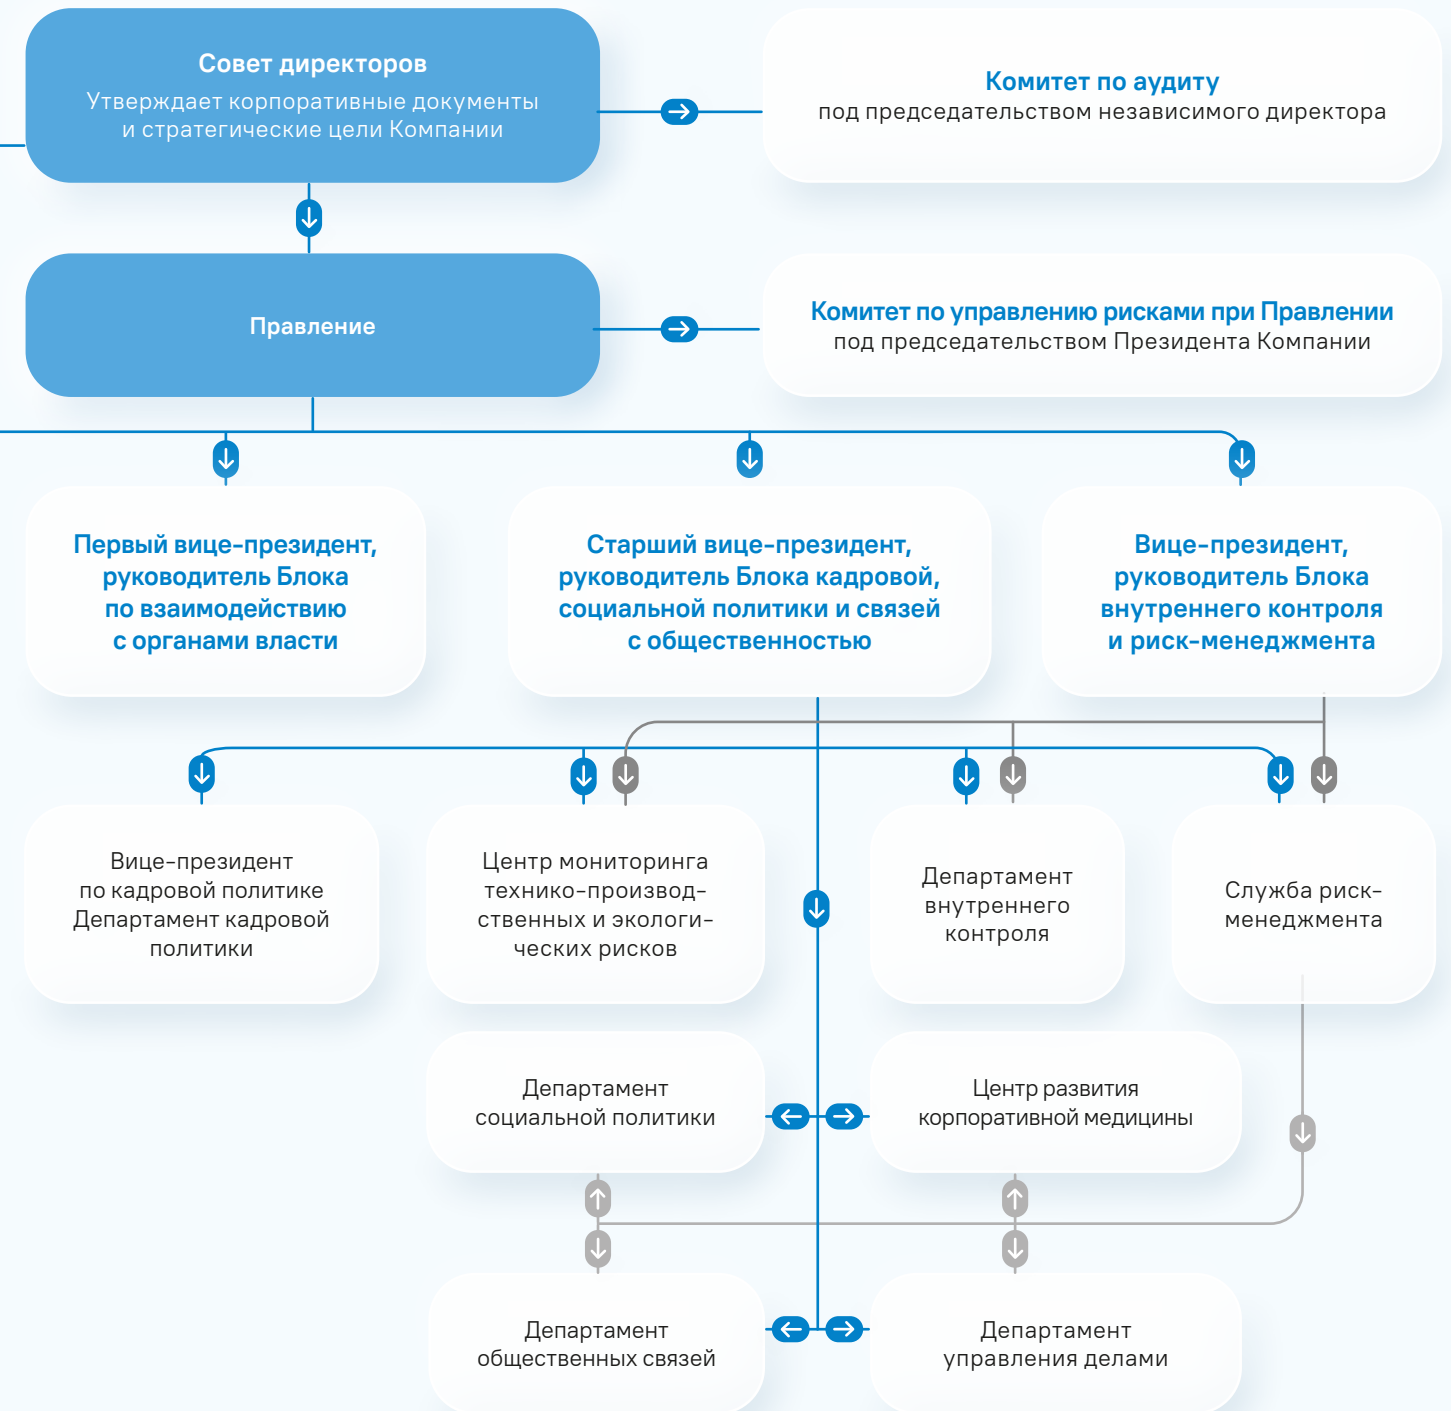 Совет директоров
Утверждает корпоративные документы
и стратегические цели Компании
Комитет по аудиту
под председательством независимого директора
Правление
Комитет по управлению рисками при Правлении
под председательством Президента Компании
Первый вице-президент,
руководитель Блока
по взаимодействию
с органами власти
Старший вице-президент,
руководитель Блока кадровой,
социальной политики и связей
с общественностью
Вице-президент,
руководитель Блока
внутреннего контроля
и риск-менеджмента
Вице-президент
по кадровой политике
Департамент кадровой
политики
Центр мониторинга
технико-производ-
ственных и экологи-
ческих рисков
Департамент
внутреннего
контроля
Служба риск-
менеджмента
Департамент
социальной политики
Центр развития
корпоративной медицины
Департамент
общественных связей
Департамент
управления делами